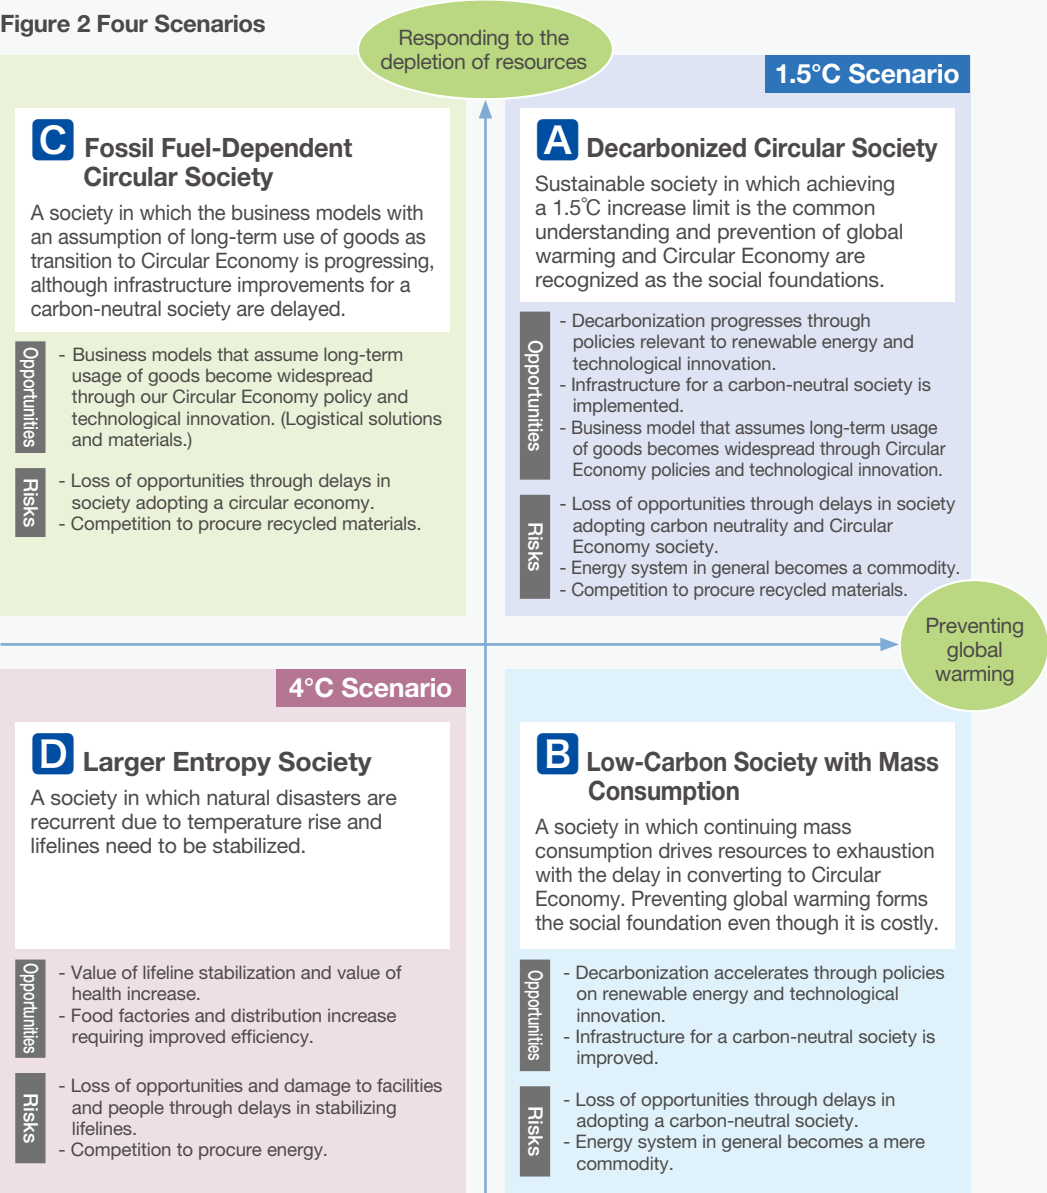 Figure 2 Four Scenarios
Responding to the
depletion of resources
1.5°C Scenario
C Fossil Fuel-Dependent
Circular Society
A society in which the business models with
an assumption of long-term use of goods as
transition to Circular Economy is progressing,
although infrastructure improvements for a
carbon-neutral society are delayed.
Opportunities
- Business models that assume long-term
usage of goods become widespread
through our Circular Economy policy and
technological innovation. (Logistical solutions
and materials.)
Risks
- Loss of opportunities through delays in
society adopting a circular economy.
- Competition to procure recycled materials.
A Decarbonized Circular Society
Sustainable society in which achieving
a 1.5℃ increase limit is the common
understanding and prevention of global
warming and Circular Economy are
recognized as the social foundations.
Opportunities
- Decarbonization progresses through
policies relevant to renewable energy and
technological innovation.
- Infrastructure for a carbon-neutral society is
implemented.
- Business model that assumes long-term usage
of goods becomes widespread through Circular
Economy policies and technological innovation.
Risks
- Loss of opportunities through delays in society
adopting carbon neutrality and Circular
Economy society.
- Energy system in general becomes a commodity.
- Competition to procure recycled materials.
Preventing
global
warming
4°C Scenario
D Larger Entropy Society
A society in which natural disasters are
recurrent due to temperature rise and
lifelines need to be stabilized.
Opportunities
- Value of lifeline stabilization and value of
health increase.
- Food factories and distribution increase
requiring improved efficiency.
Risks
- Loss of opportunities and damage to facilities
and people through delays in stabilizing
lifelines.
- Competition to procure energy.
B Low-Carbon Society with Mass
Consumption
A society in which continuing mass
consumption drives resources to exhaustion
with the delay in converting to Circular
Economy. Preventing global warming forms
the social foundation even though it is costly.
Opportunities
- Decarbonization accelerates through policies
on renewable energy and technological
innovation.
- Infrastructure for a carbon-neutral society is
improved.
Risks
- Loss of opportunities through delays in
adopting a carbon-neutral society.
- Energy system in general becomes a mere
commodity.